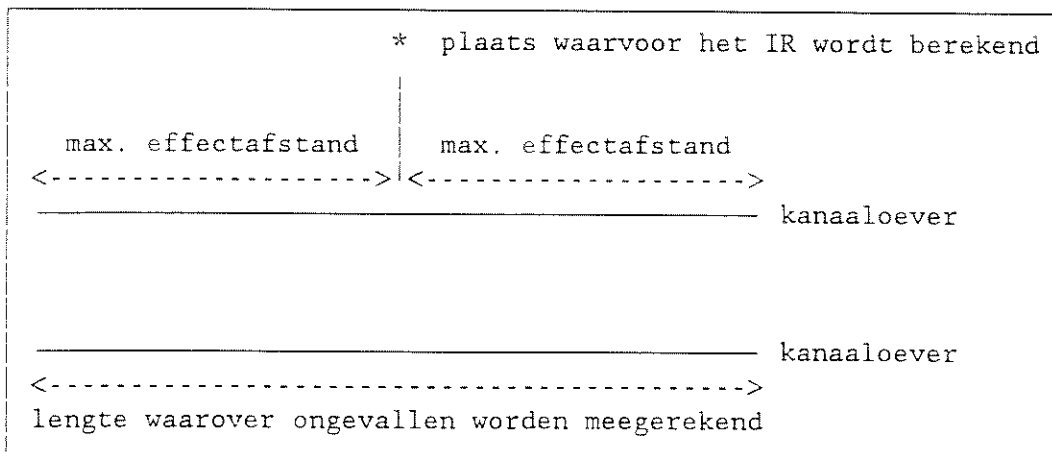 * plaats waarvoor het IR wordt berekend
max. effectafstand max. effectafstand
kanaaloever
kanaaloever
lengte waarover ongevallen worden meegerekend